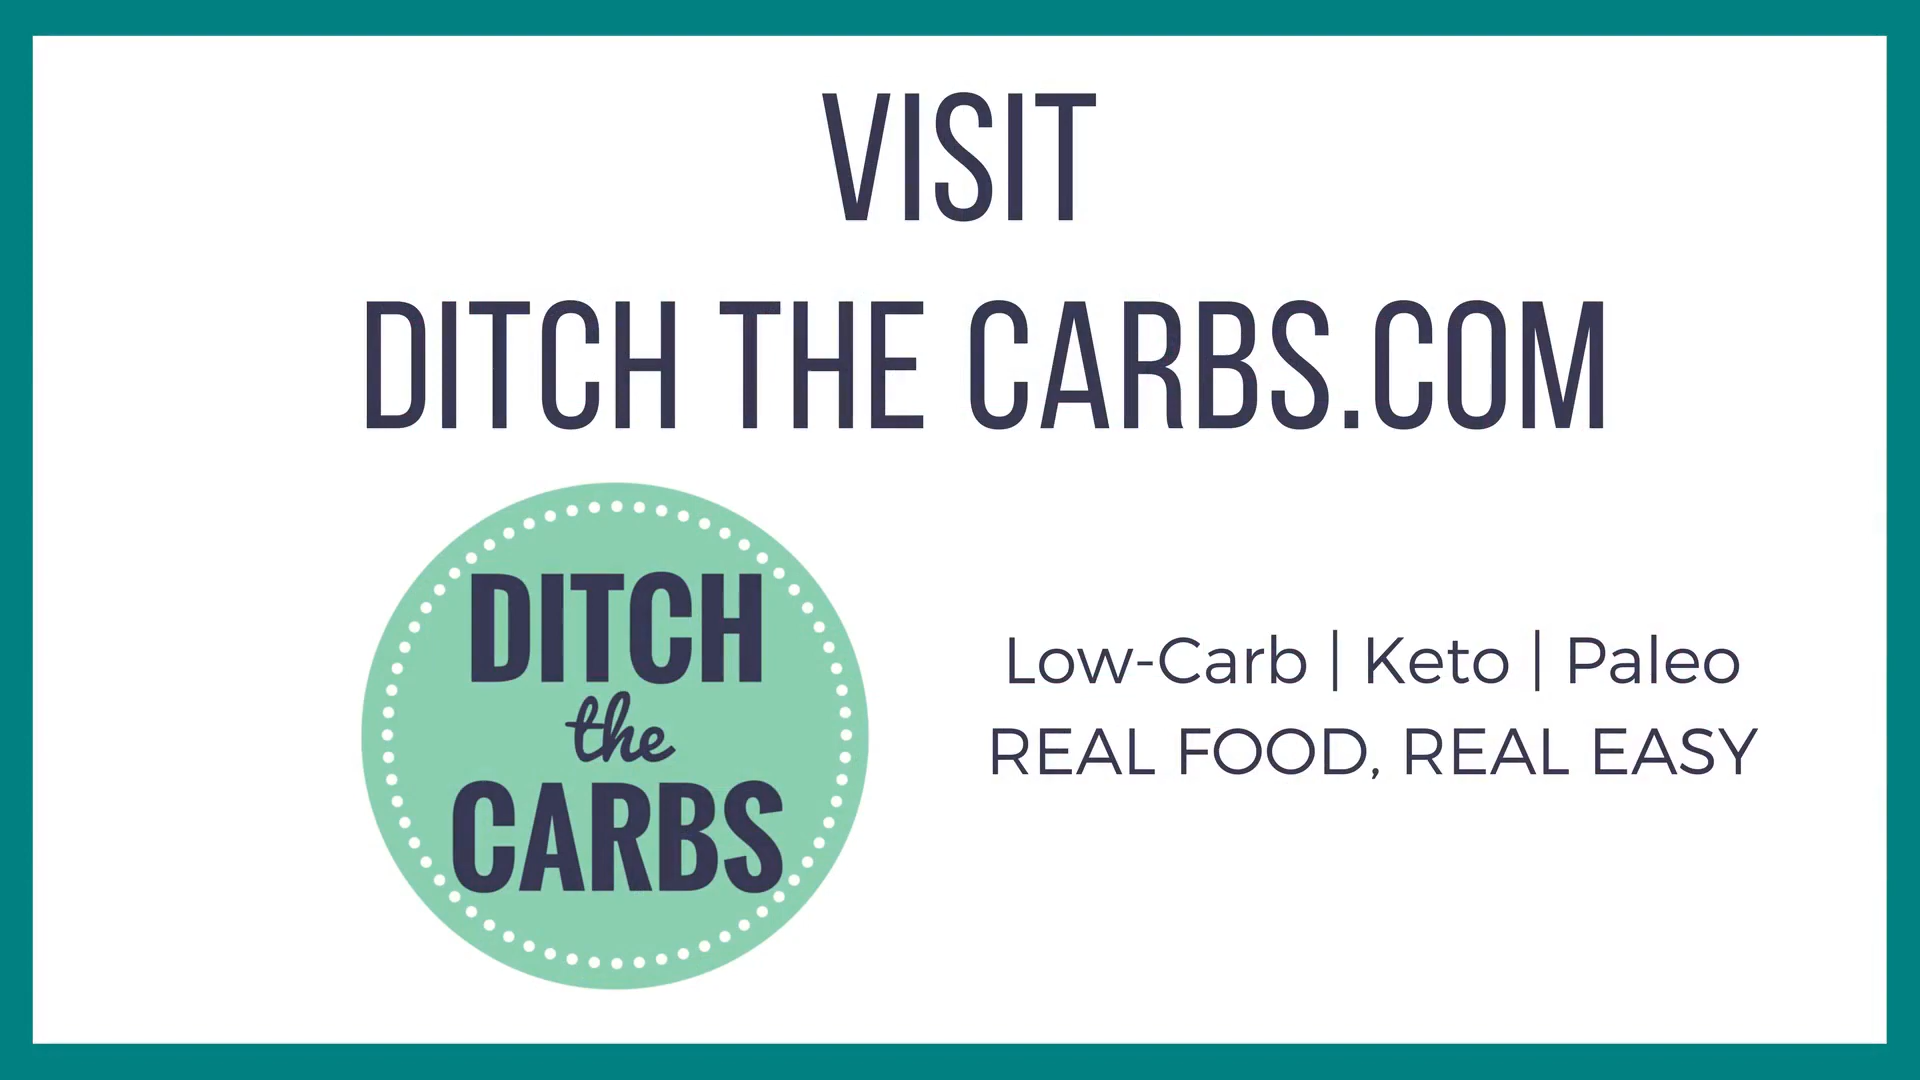 VISIT
DITCH THE CARBS.COM
DITCH
the
CARBS
Low-Carb | Keto | Paleo
REAL FOOD, REAL EASY